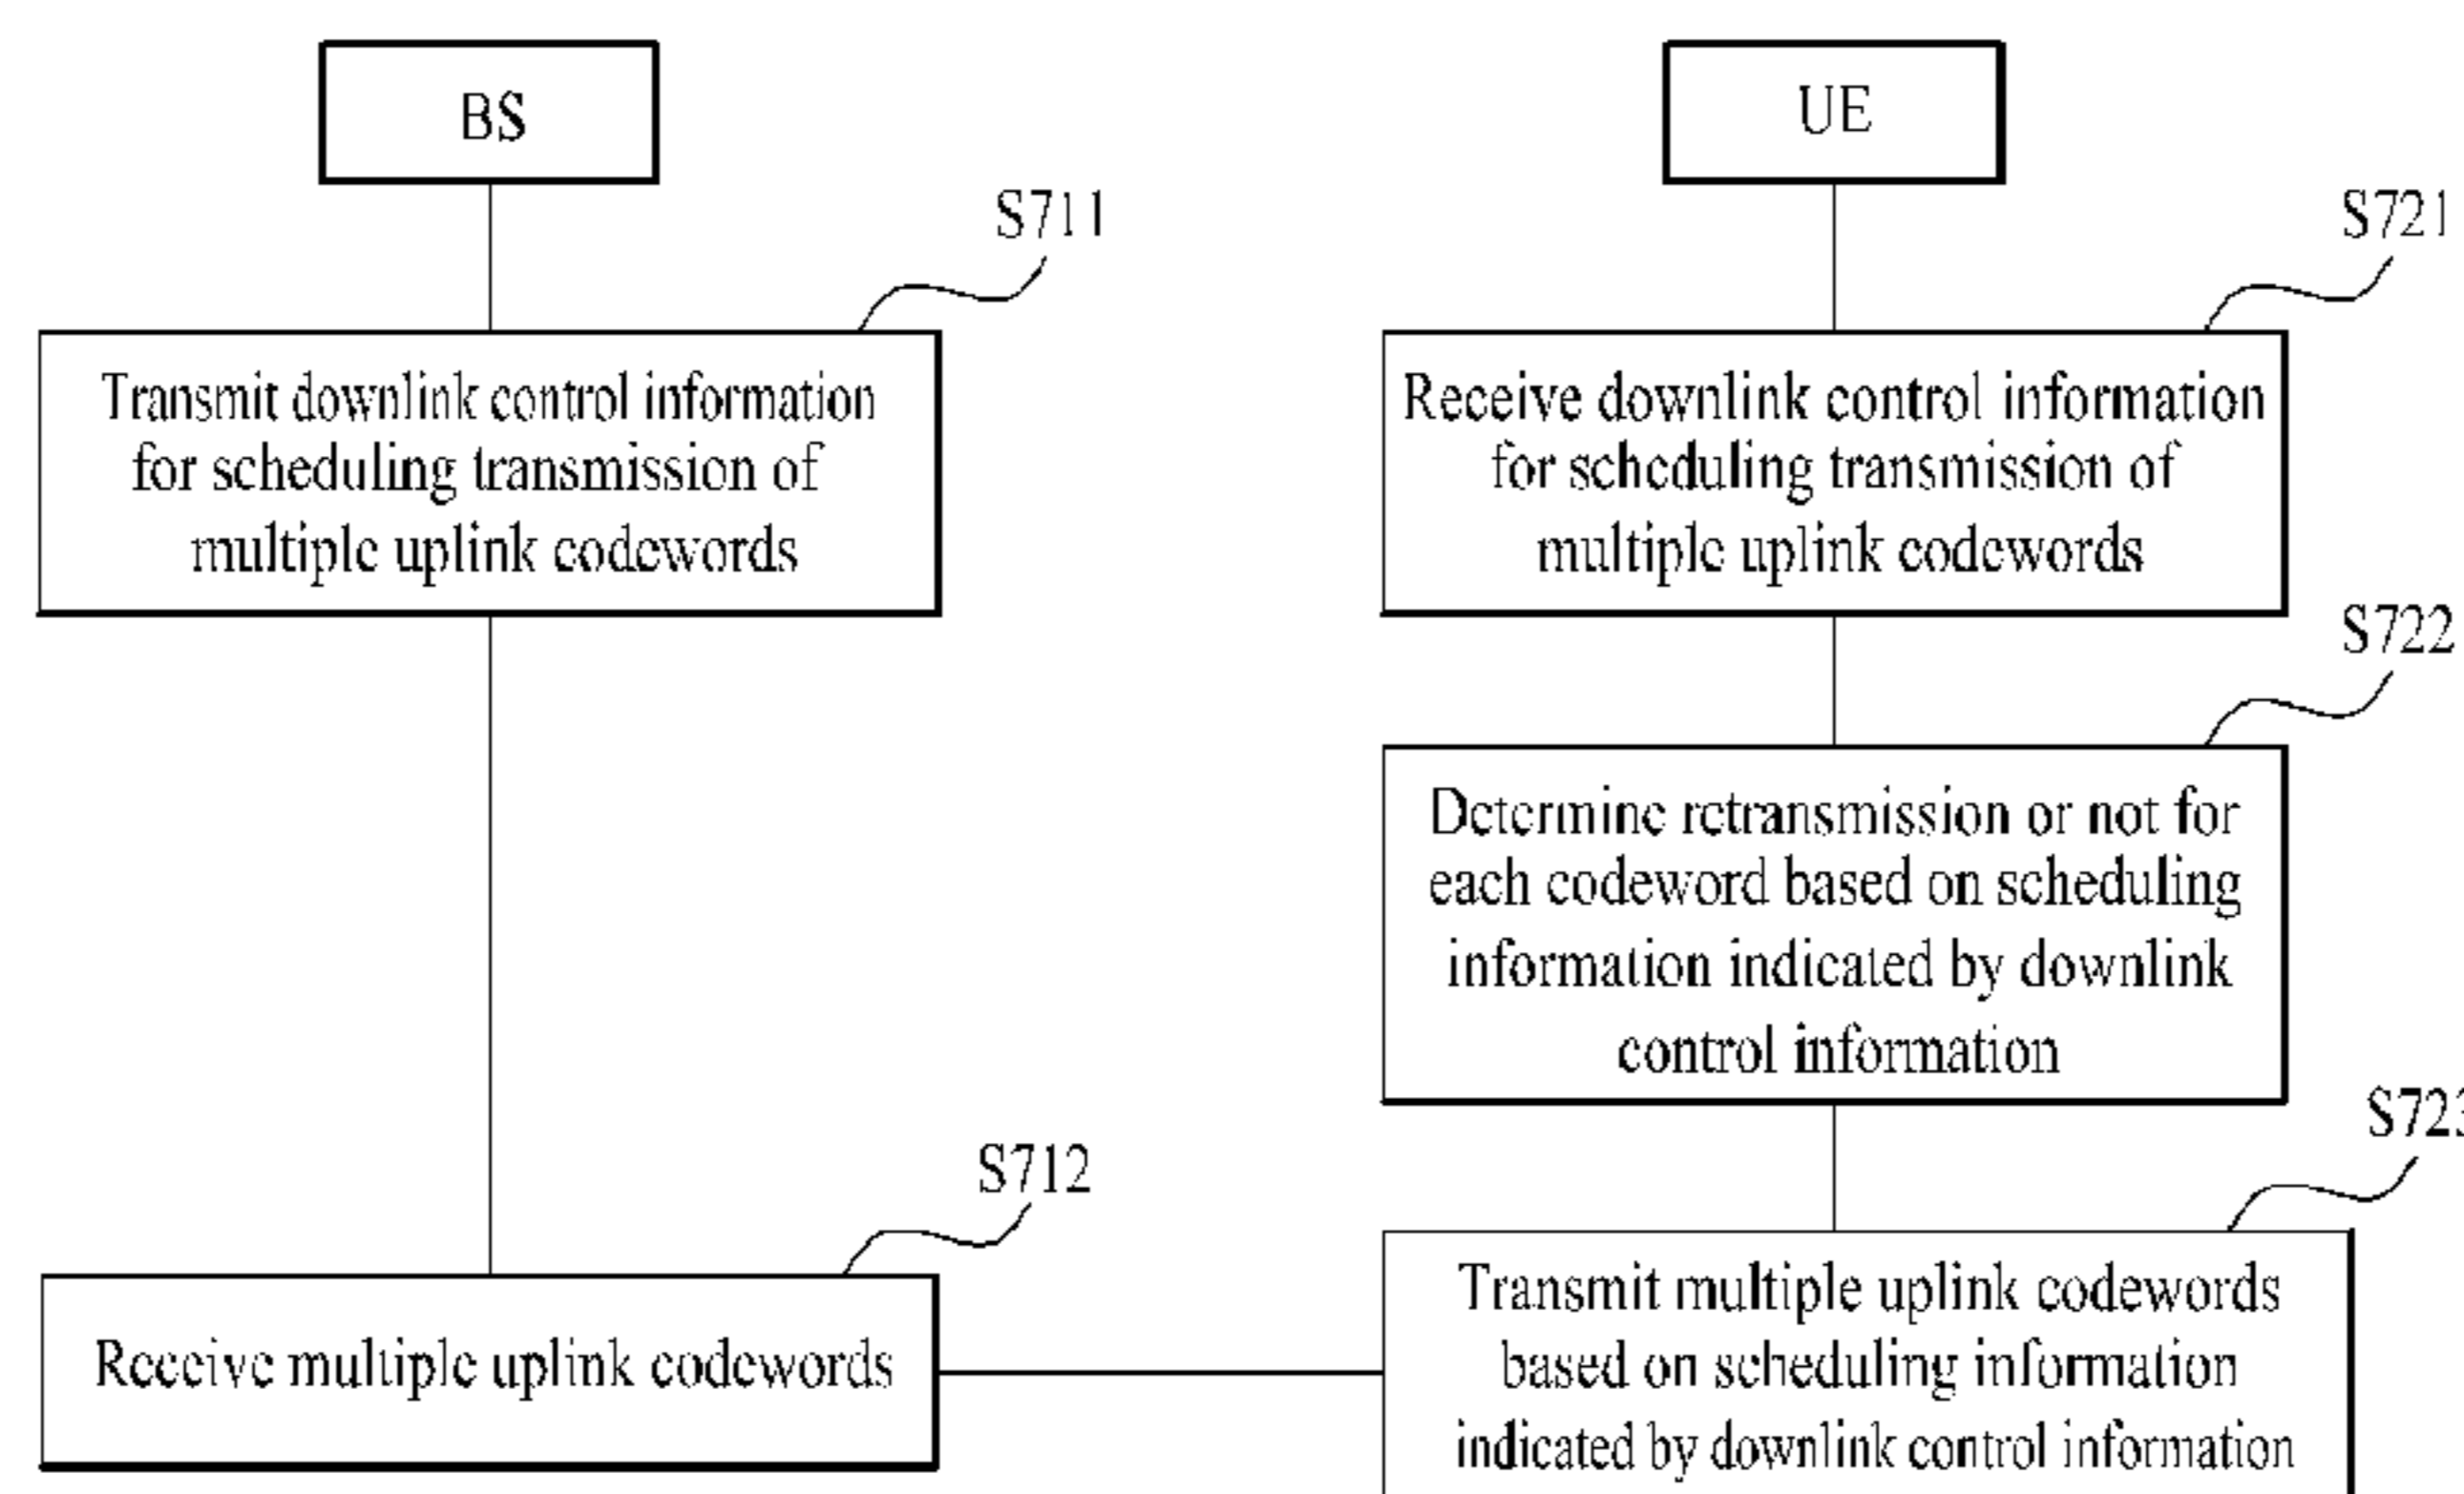 BS
UE
S711
S721
Transmit downlink control information
for scheduling transmission of
multiple uplink codewords
Receive downlink control information
for scheduling transmission of
multiple uplink codewords
S722
Determine retransmission or not for
each codeword based on scheduling
information indicated by downlink
control information
S712
S723
Receive multiple uplink codewords
Transmit multiple uplink codewords
based on scheduling information
indicated by downlink control information